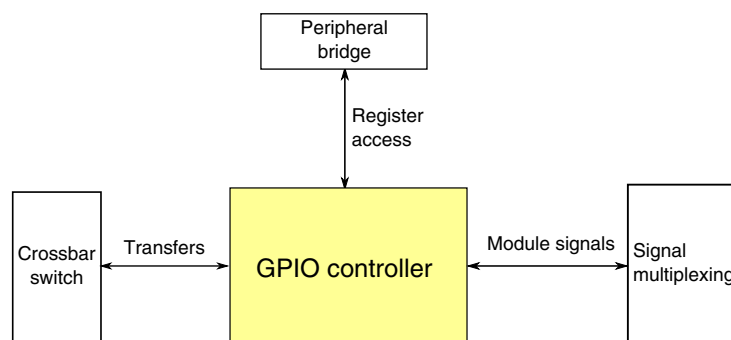 Peripheral
bridge
Register
access
Crossbar
switch
Transfers
GPIO controller
Module signals
Signal
multiplexing